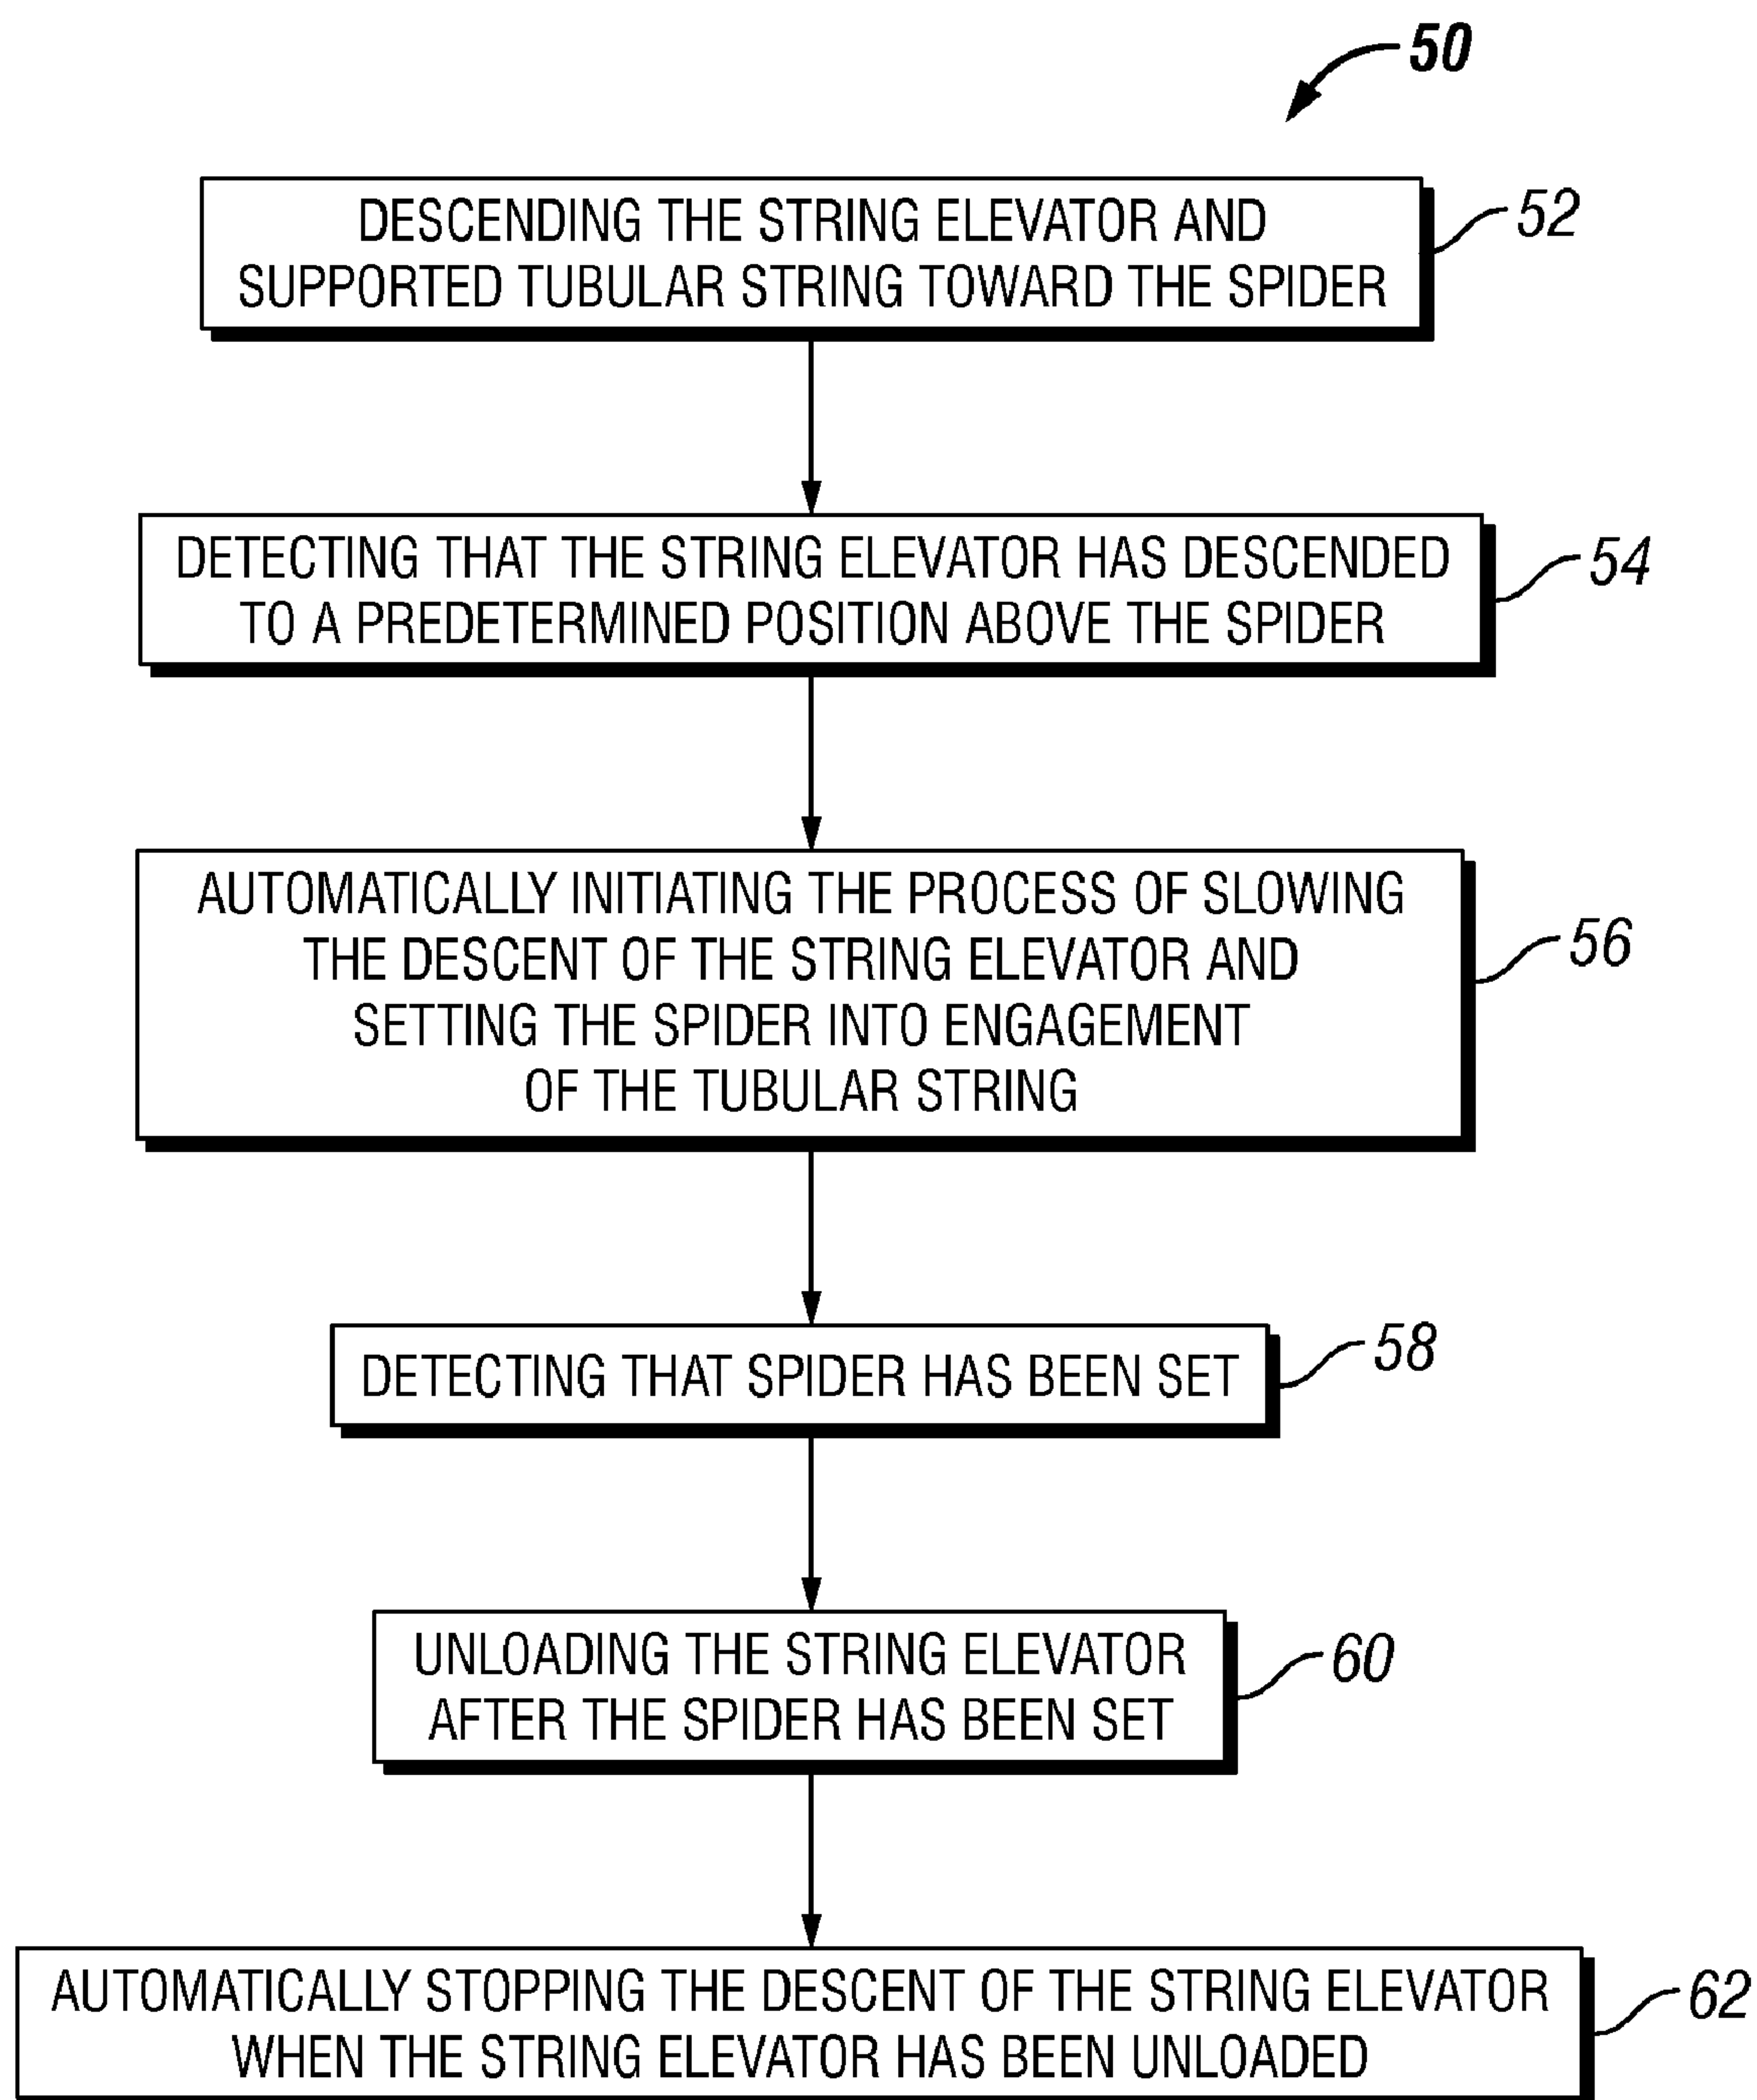 50
DESCENDING THE STRING ELEVATOR AND
SUPPORTED TUBULAR STRING TOWARD THE SPIDER
52
DETECTING THAT THE STRING ELEVATOR HAS DESCENDED
TO A PREDETERMINED POSITION ABOVE THE SPIDER
54
AUTOMATICALLY INITIATING THE PROCESS OF SLOWING
THE DESCENT OF THE STRING ELEVATOR AND
SETTING THE SPIDER INTO ENGAGEMENT
OF THE TUBULAR STRING
56
DETECTING THAT SPIDER HAS BEEN SET
58
UNLOADING THE STRING ELEVATOR
AFTER THE SPIDER HAS BEEN SET
60
AUTOMATICALLY STOPPING THE DESCENT OF THE STRING ELEVATOR
WHEN THE STRING ELEVATOR HAS BEEN UNLOADED
62